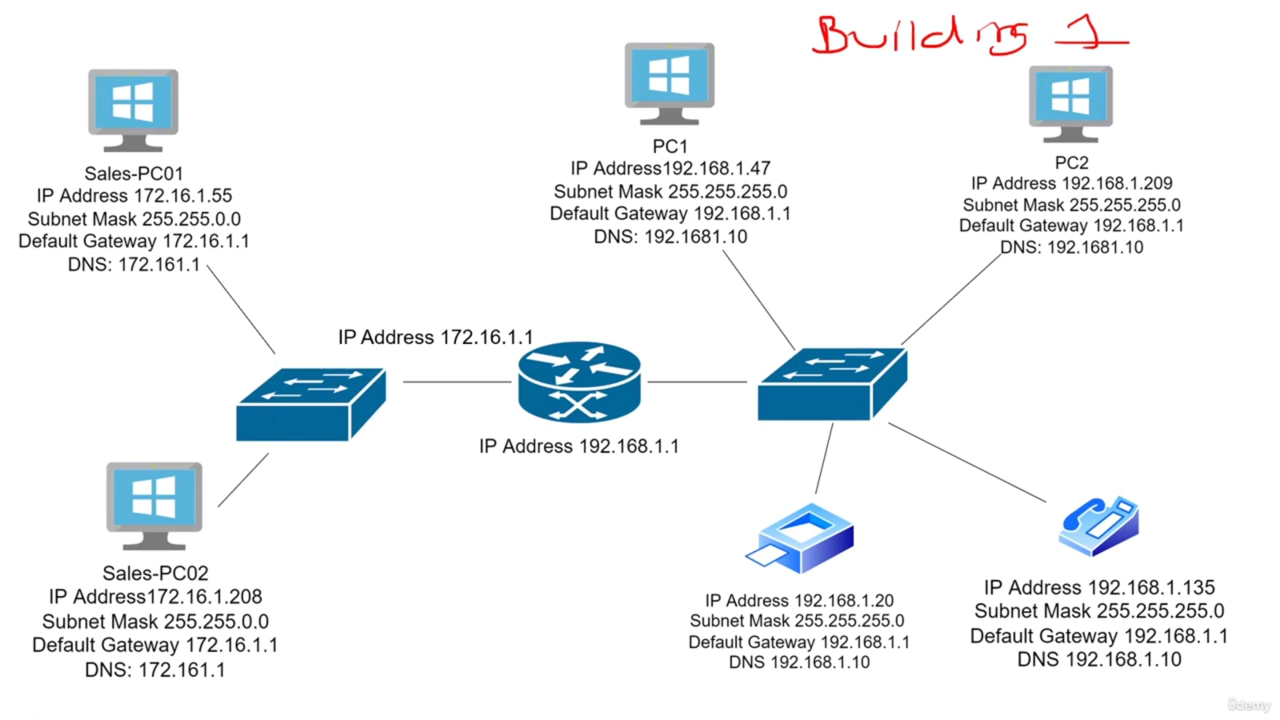 Building 1
Sales-PC01
IP Address 172.16.1.55
Subnet Mask 255.255.0.0
Default Gateway 172.16.1.1
DNS: 172.161.1
PC1
IP Address192.168.1.47
Subnet Mask 255.255.255.0
Default Gateway 192.168.1.1
DNS: 192.1681.10
PC2
IP Address 192.168.1.209
Subnet Mask 255.255.255.0
Default Gateway 192.168.1.1
DNS: 192.1681.10
IP Address 172.16.1.1
IP Address 192.168.1.1
Sales-PC02
IP Address172.16.1.208
Subnet Mask 255.255.0.0
Default Gateway 172.16.1.1
DNS: 172.161.1
IP Address 192.168.1.20
Subnet Mask 255.255.255.0
Default Gateway 192.168.1.1
DNS 192.168.1.10
IP Address 192.168.1.135
Subnet Mask 255.255.255.0
Default Gateway 192.168.1.1
DNS 192.168.1.10
ûdemy